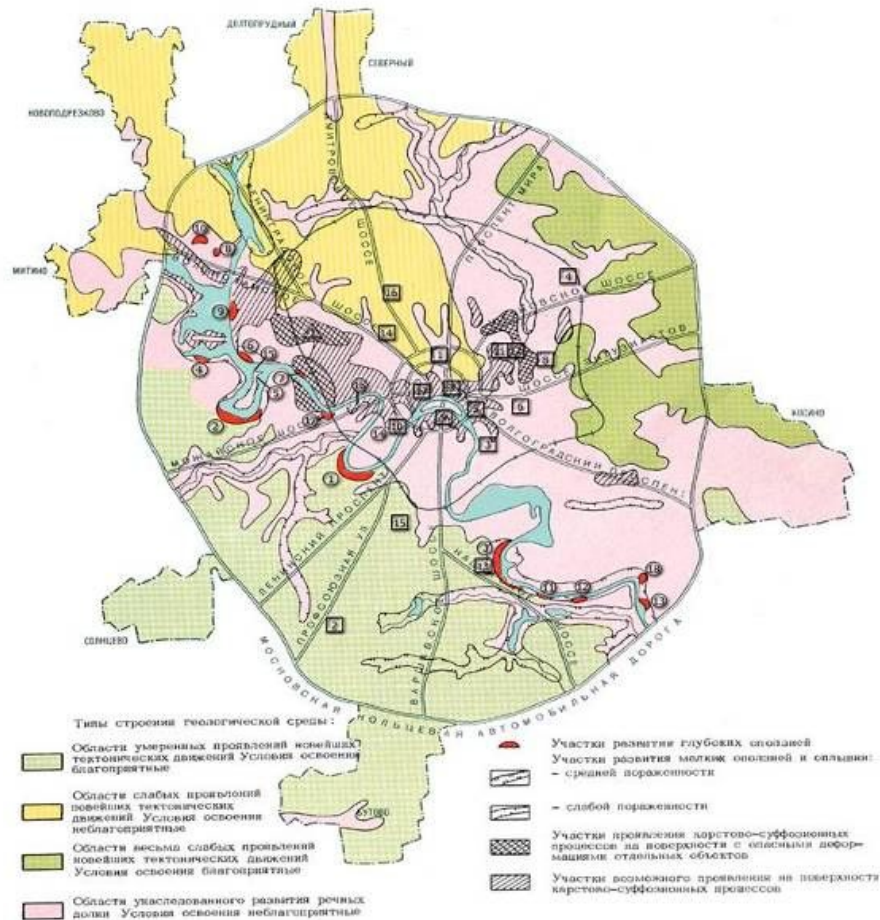 ДОЛГОПРУДНЫЙ
СЕВЕРНЫЙ
НОВОПОДРЕЗКОВО
МИТИНО
КОСИНО
СОЛНЦЕВО
БУТОВО
ДМИТРОВСКОЕ ШОССЕ
ЛЕНИНГРАДСКОЕ ШОССЕ
ПРОСПЕКТ МИРА
ШОССЕ ЭНТУЗИАСТОВ
ВОЛГОГРАДСКИЙ
МОЖАЙСКОЕ ШОССЕ
ЛЕНИНСКИЙ ПРОСПЕКТ
ПРОФСОЮЗНАЯ УЛ
ВАРШАВСКОЕ ШОССЕ
МОСКОВСКАЯ КОЛЬЦЕВАЯ АВТОМОБИЛЬНАЯ ДОРОГА
Типы строения геологической среды:
Области умеренных проявлений новейших
тектонических движений Условия освоения
благоприятные
Области слабых проявлений
новейших тектонических
движений Условия освоения
неблагоприятные
Области весьма слабых проявлений
новейших тектонических движений
Условия освоения благоприятные
Области унаследованного развития речных
долин Условия освоения неблагоприятные
Участки развития глубоких оползней
Участки развития мелких оползней и оплывин:
- средней пораженности
- слабой пораженности
Участки проявления карстово-суффозионных
процессов на поверхности с опасными дефор-
мациями отдельных объектов
Участки возможного проявления на поверхности
карстово-суффозионных процессов